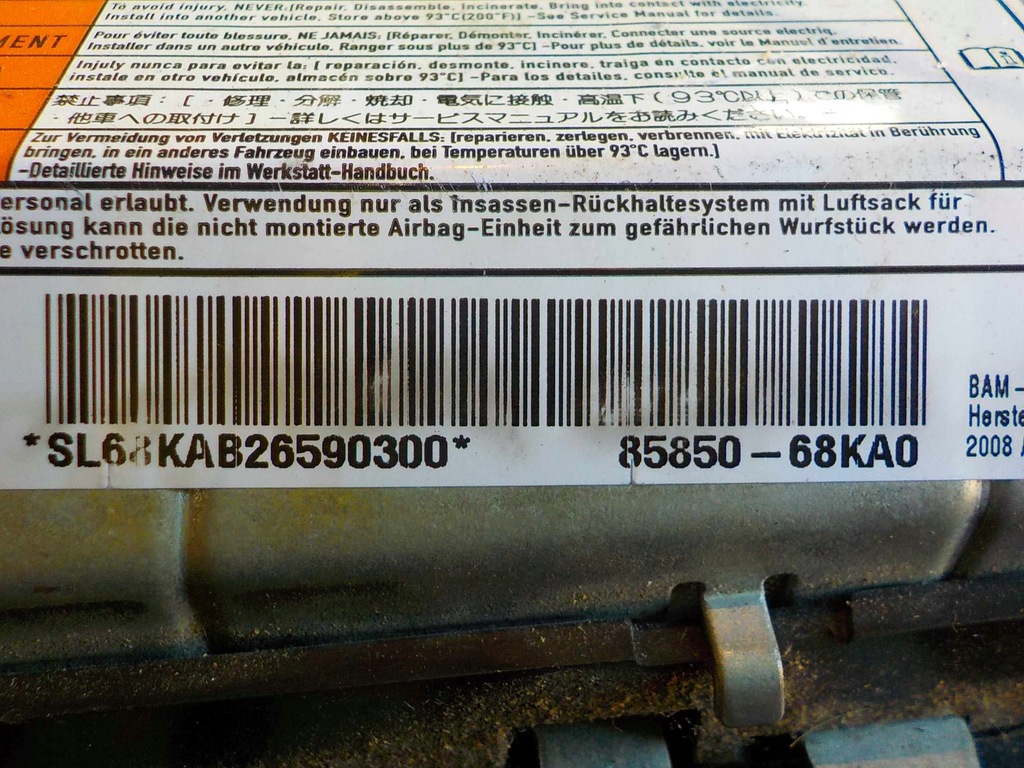 To avoid injury, NEVER:[Repair, Disassemble, Incinerate, Bring into contact with electricity,
Install into another vehicle, Store above 93°C(200°F)] -See Service Manual for details.
MENT
Pour éviter toute blessure, NE JAMAIS: [Réparer, Démonter, Incinérer, Connecter une source électriq,
Installer dans un autre véhicule, Ranger sous plus de 93°C] -Pour plus de détails, voir le Manuel d'entretien.
Injuly nunca para evitar la: [ reparación, desmonte, incinere, traiga en contacto con electricidad,
instale en otro vehículo, almacén sobre 93°C] -Para los detailes, consulte el manual de servico.
禁止事項：[ ・修理・分解・焼却・電気に接触・高温下(93℃以上)での保管
・他車への取付け ] －詳しくはサービスマニュアルをお読みください。
Zur Vermeidung von Verletzungen KEINESFALLS: [reparieren, zerlegen, verbrennen, mit Elektrizität in Berührung
bringen, in ein anderes Fahrzeug einbauen, bei Temperaturen über 93°C lagern.]
-Detaillierte Hinweise im Werkstatt-Handbuch.
ersonal erlaubt. Verwendung nur als Insassen-Rückhaltesystem mit Luftsack für
ösung kann die nicht montierte Airbag-Einheit zum gefährlichen Wurfstück werden.
e verschrotten.
*SL68KAB26590300* 85850-68KA0
BAM-
Herste
2008